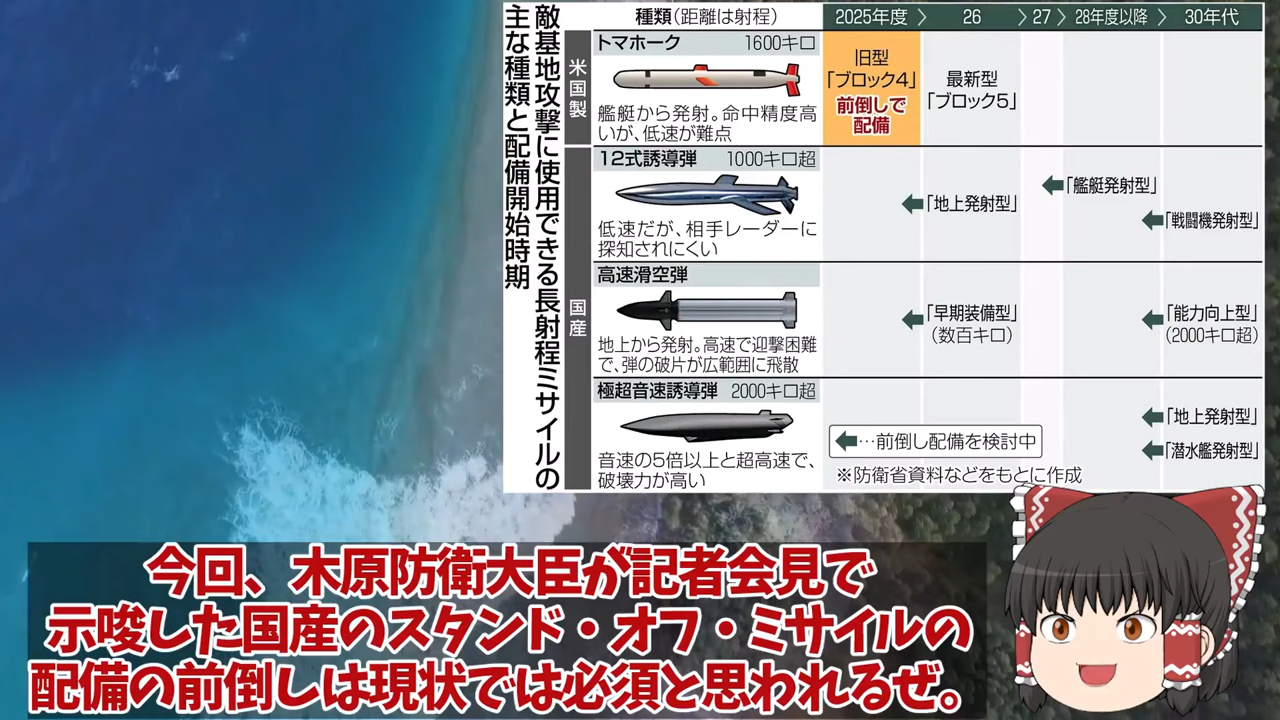 敵基地攻撃に使用できる長射程ミサイルの
主な種類と配備開始時期
種類(距離は射程)
2025年度
26
27
28年度以降
30年代
米国製
トマホーク 1600キロ
艦艇から発射。命中精度高
いが、低速が難点
旧型
「ブロック4」
前倒しで
配備
最新型
「ブロック5」
国産
12式誘導弾 1000キロ超
低速だが、相手レーダーに
探知されにくい
「地上発射型」
「艦艇発射型」
「戦闘機発射型」
高速滑空弾
地上から発射。高速で迎撃困難
で、弾の破片が広範囲に飛散
「早期装備型」
(数百キロ)
「能力向上型」
(2000キロ超)
極超音速誘導弾 2000キロ超
音速の5倍以上と超高速で、
破壊力が高い
「地上発射型」
「潜水艦発射型」
…前倒し配備を検討中
※防衛省資料などをもとに作成
今回、木原防衛大臣が記者会見で
示唆した国産のスタンド・オフ・ミサイルの
配備の前倒しは現状では必須と思われるぜ。